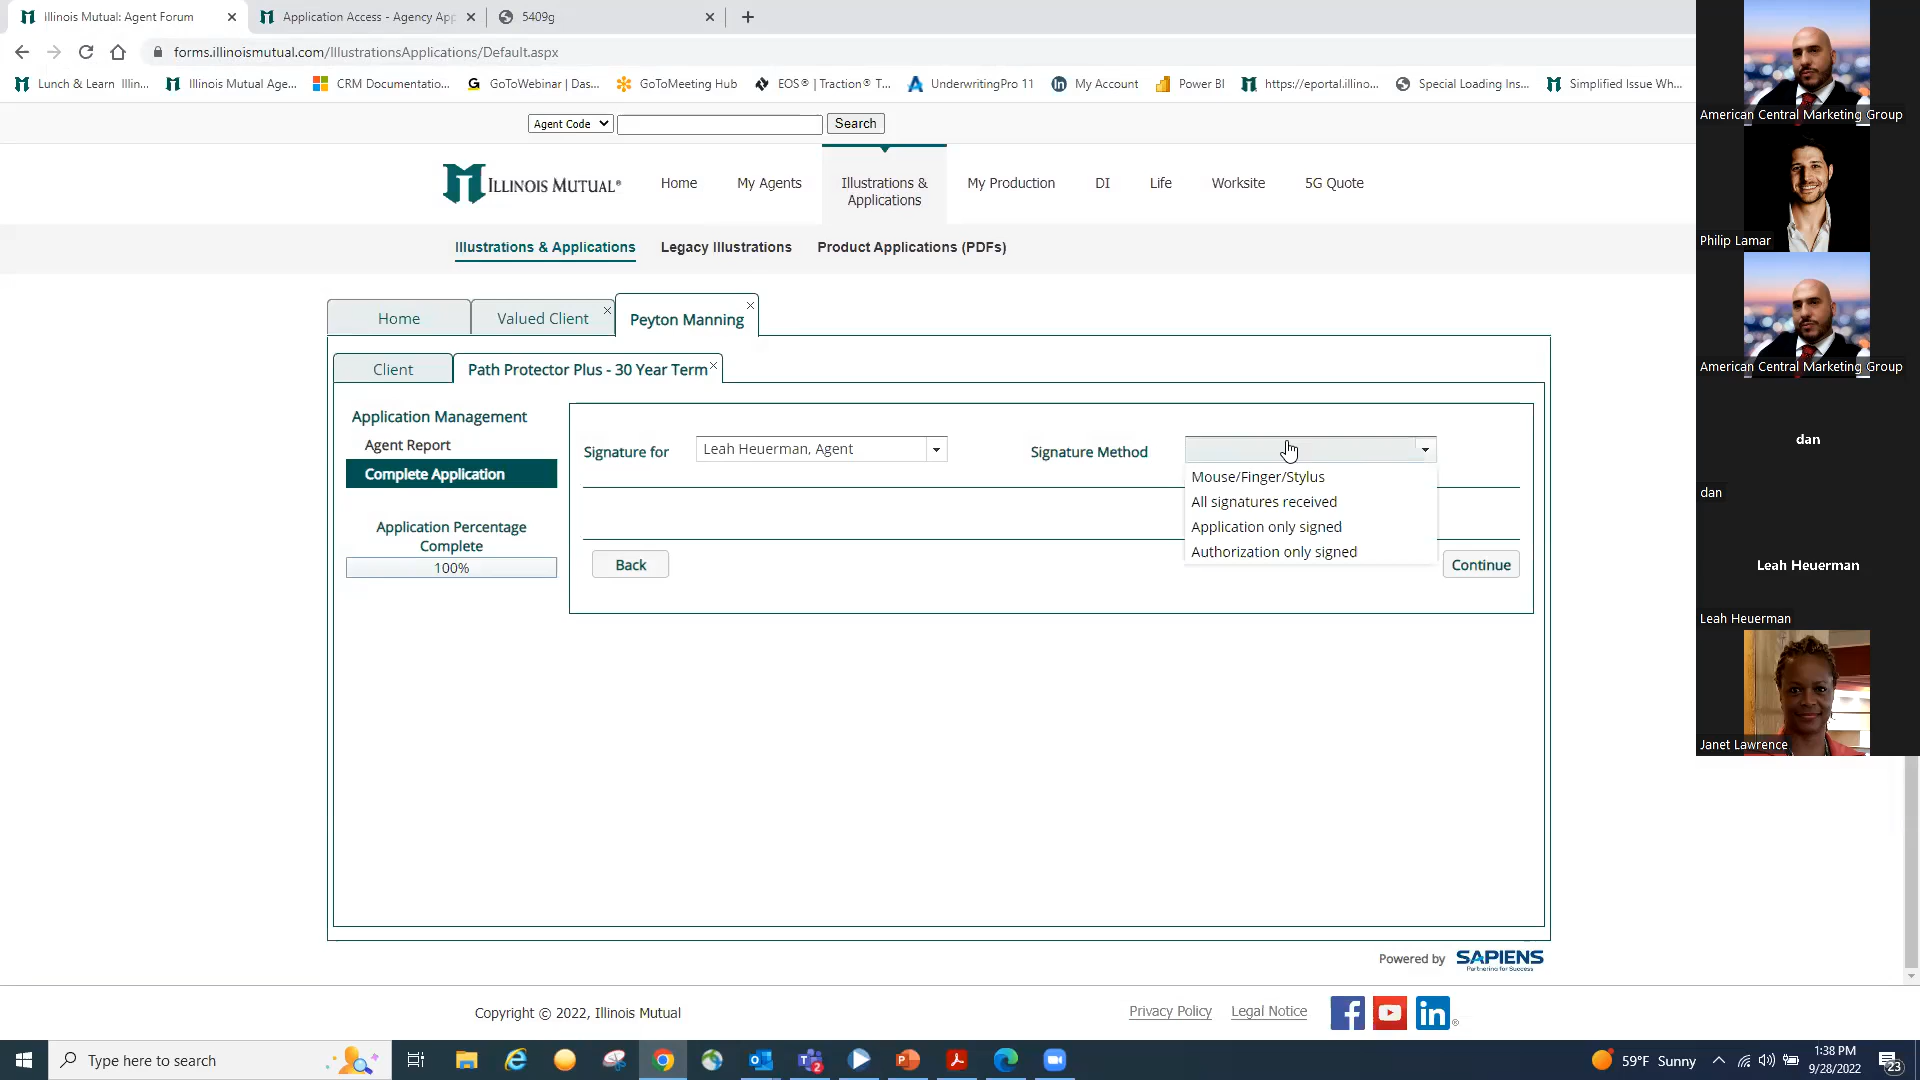 Illinois Mutual: Agent Forum
Application Access - Agency App
5409g
forms.illinoismutual.com/IllustrationsApplications/Default.aspx
Lunch & Learn Illin...
Illinois Mutual Age...
CRM Documentatio...
GoToWebinar | Das...
GoToMeeting Hub
EOS® | Traction® T...
UnderwritingPro 11
My Account
Power BI
https://eportal.illino...
Special Loading Ins...
Simplified Issue Wh...
Agent Code
Search
ILLINOIS MUTUAL®
Home
My Agents
Illustrations &
Applications
My Production
DI
Life
Worksite
5G Quote
Illustrations & Applications
Legacy Illustrations
Product Applications (PDFs)
Home
Valued Client
Peyton Manning
Client
Path Protector Plus - 30 Year Term
Application Management
Agent Report
Complete Application
Application Percentage
Complete
100%
Signature for
Leah Heuerman, Agent
Signature Method
Mouse/Finger/Stylus
All signatures received
Application only signed
Authorization only signed
Back
Continue
Powered by
SAPIENS
Partnering for Success
Copyright © 2022, Illinois Mutual
Privacy Policy
Legal Notice
American Central Marketing Group
Philip Lamar
American Central Marketing Group
dan
dan
Leah Heuerman
Leah Heuerman
Janet Lawrence
Type here to search
2
59°F Sunny
1:38 PM
9/28/2022
23